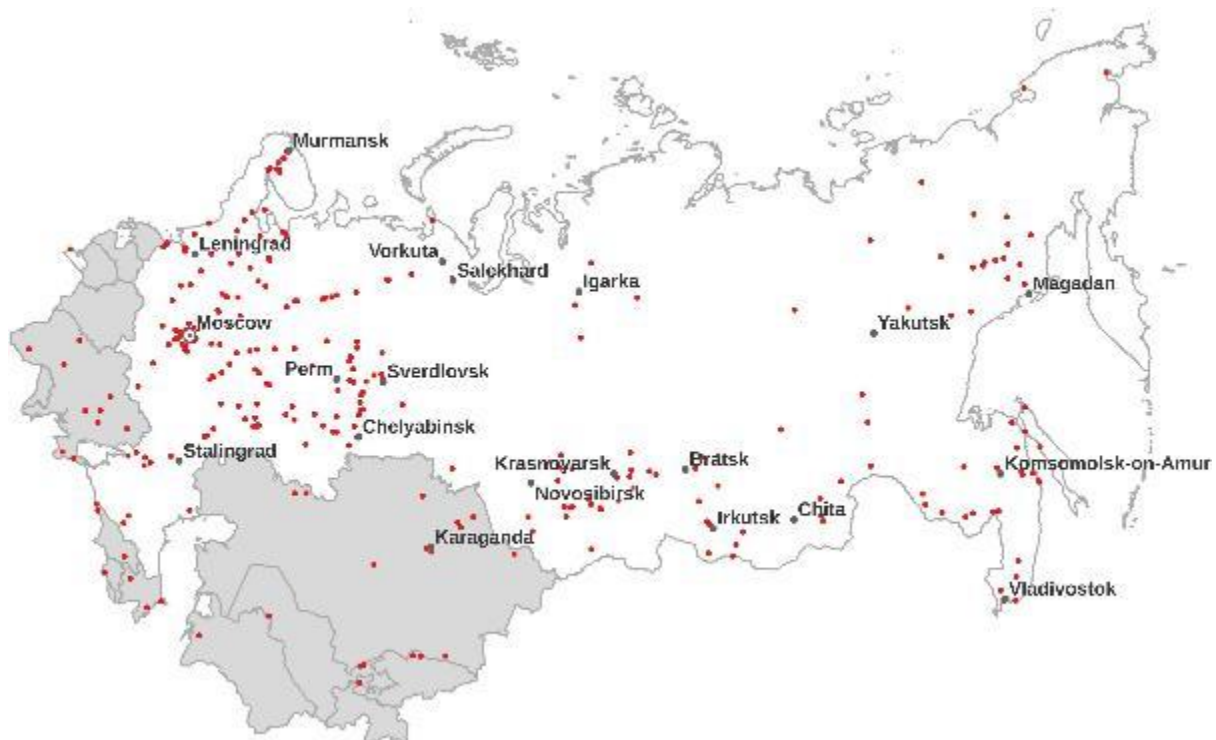 Murmansk
Leningrad
Vorkuta
Salekhard
Igarka
Magadan
Moscow
Yakutsk
Perm
Sverdlovsk
Chelyabinsk
Stalingrad
Krasnoyarsk
Bratsk
Komsomolsk-on-Amur
Novosibirsk
Irkutsk
Chita
Karaganda
Vladivostok